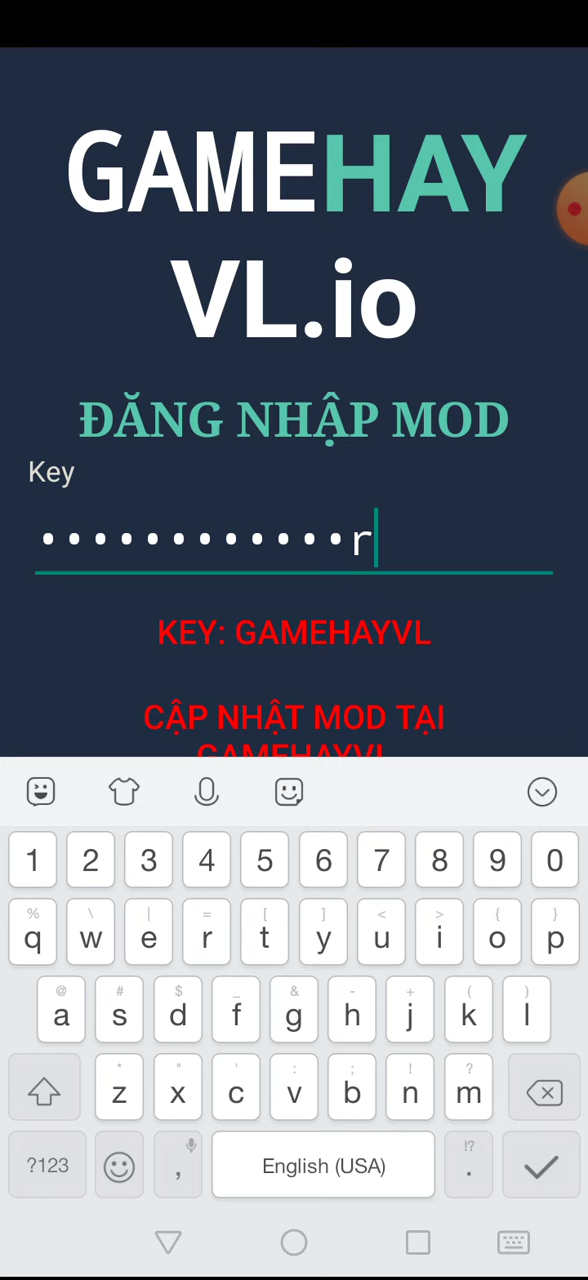 GAMEHAY
VL.io
ĐĂNG NHẬP MOD
Key
••••••••••••r
KEY: GAMEHAYVL
CẬP NHẬT MOD TẠI
GAMEHAYVL
1 2 3 4 5 6 7 8 9 0
% \ | = [ ] < > { }
q w e r t y u i o p
@ # $ _ & - + ( )
a s d f g h j k l
* " ' : ; ! ?
z x c v b n m
!?
?123 , English (USA) .